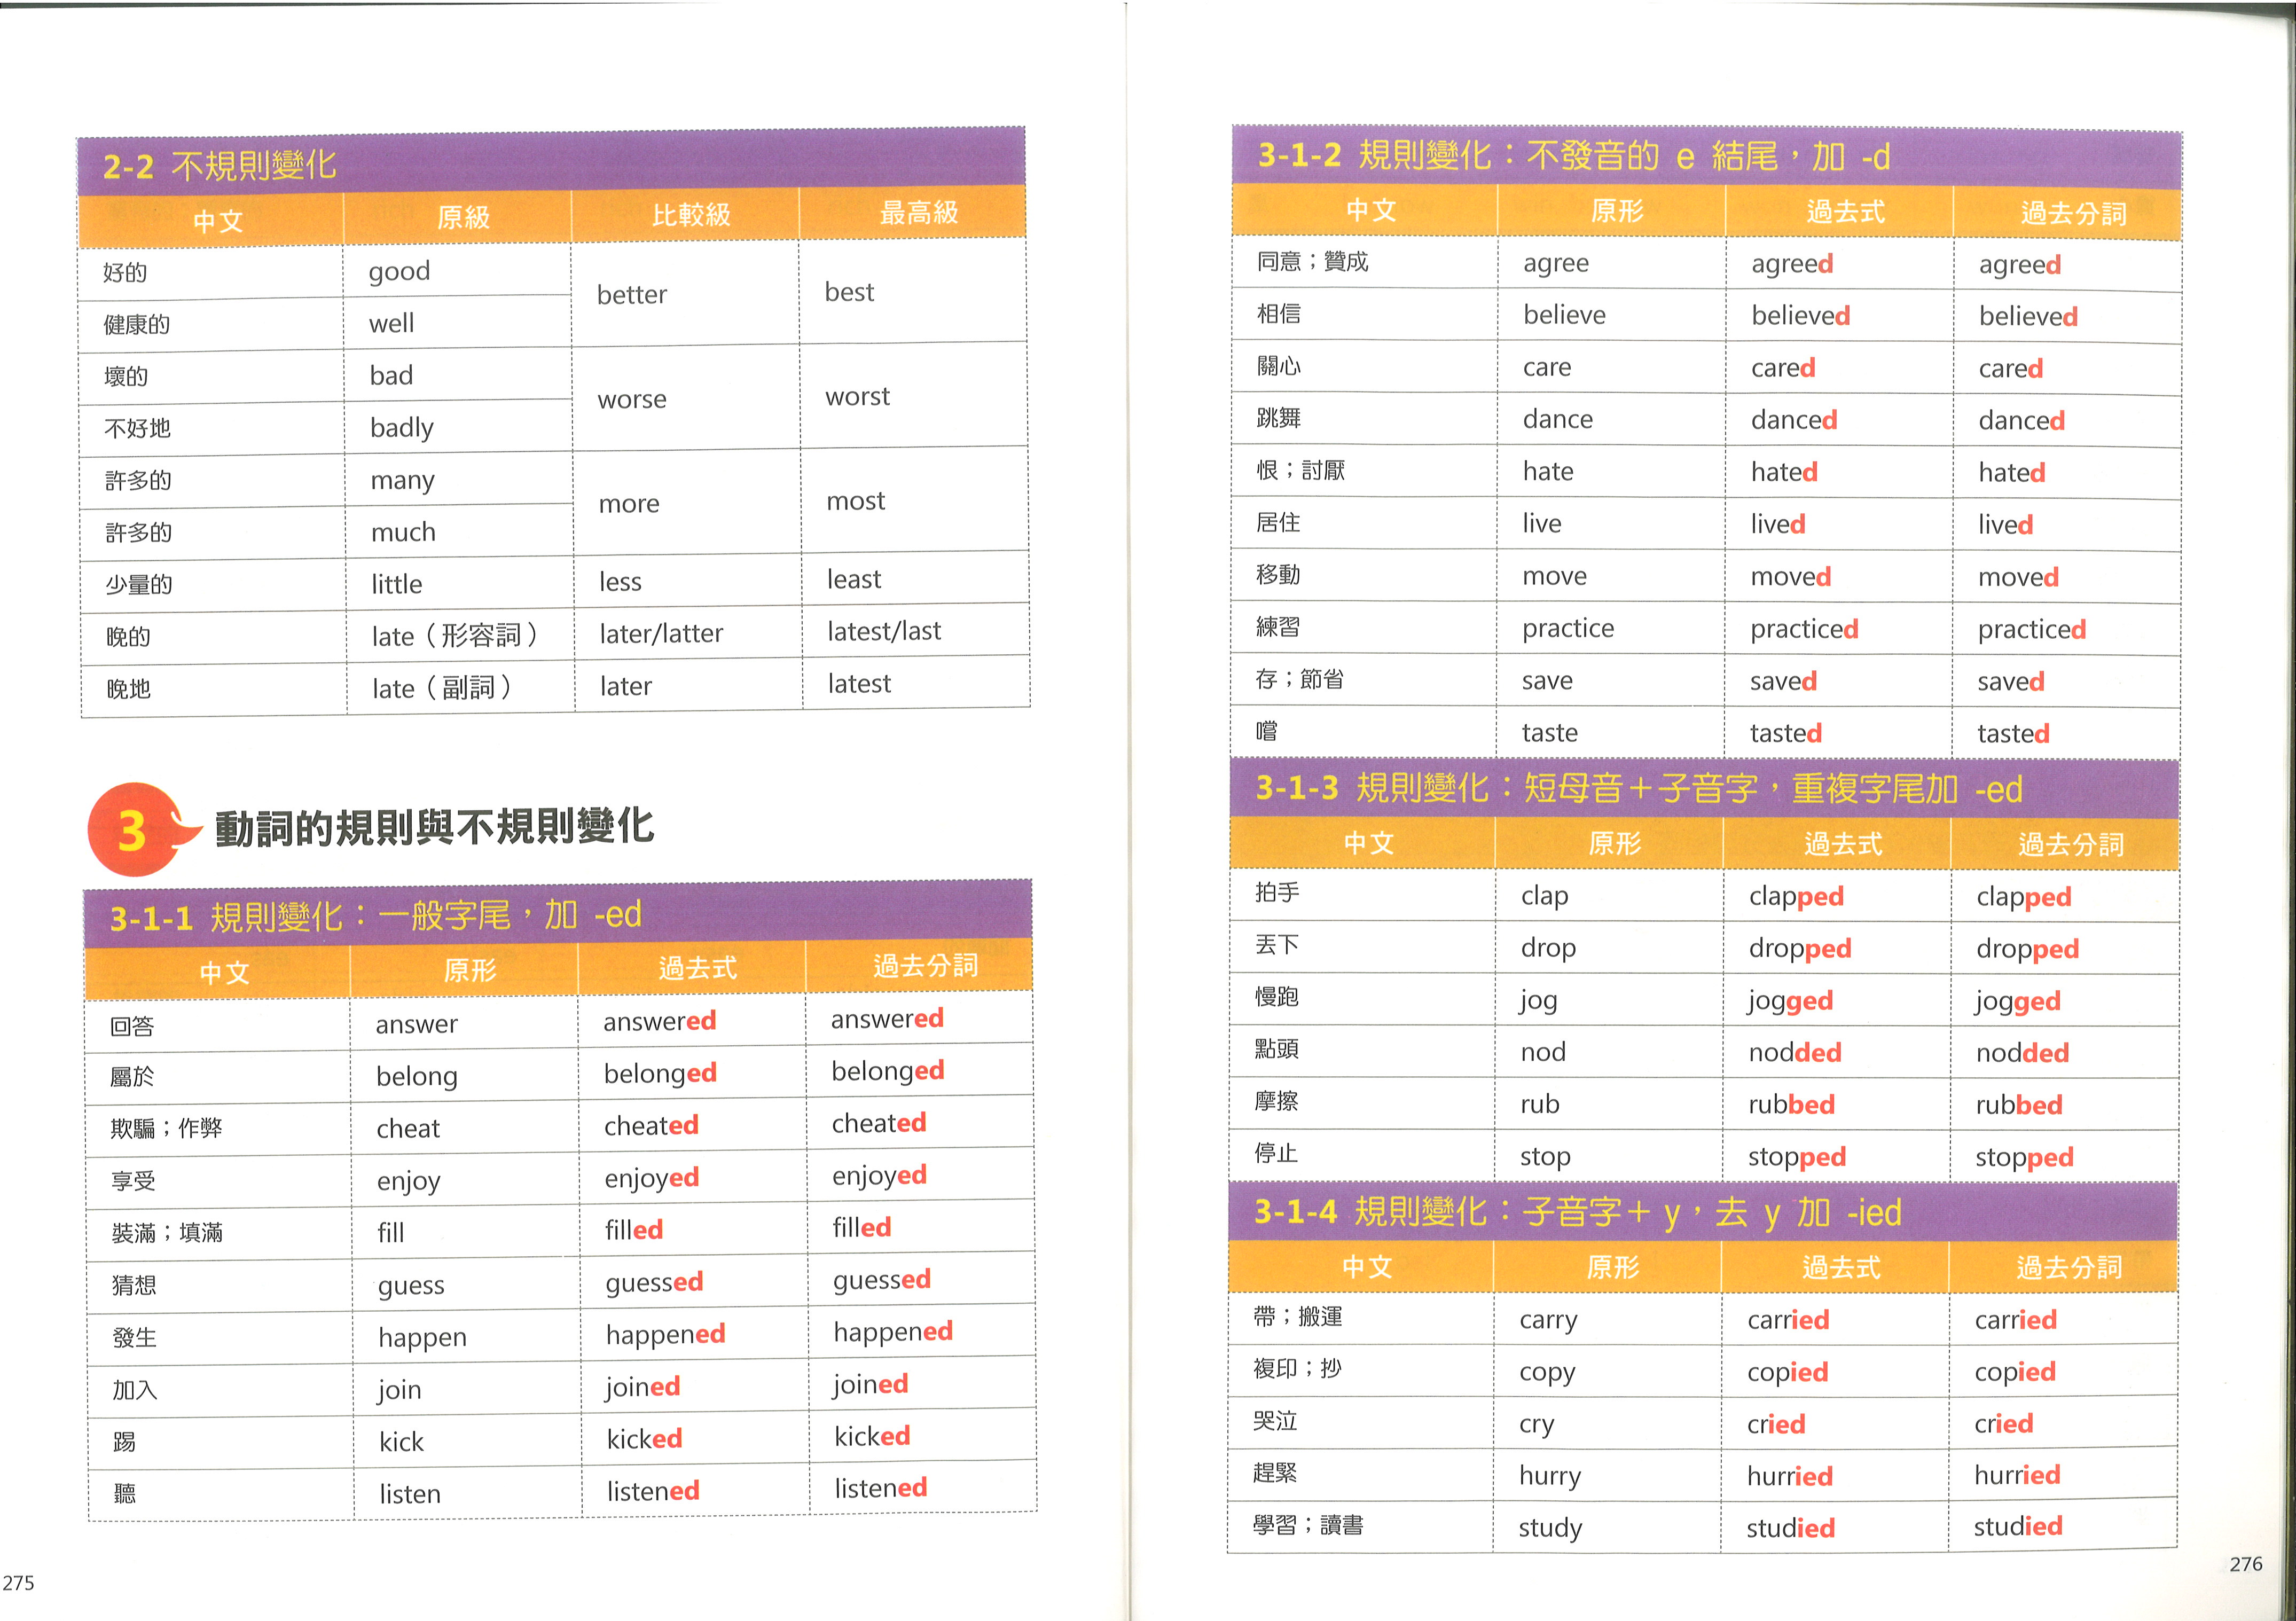 2-2 不規則變化
中文 原級 比較級 最高級
好的 good better best
健康的 well
壞的 bad worse worst
不好地 badly
許多的 many more most
許多的 much
少量的 little less least
晚的 late（形容詞） later/latter latest/last
晚地 late（副詞） later latest
3 動詞的規則與不規則變化
3-1-1 規則變化：一般字尾，加 -ed
中文 原形 過去式 過去分詞
回答 answer answered answered
屬於 belong belonged belonged
欺騙；作弊 cheat cheated cheated
享受 enjoy enjoyed enjoyed
裝滿；填滿 fill filled filled
猜想 guess guessed guessed
發生 happen happened happened
加入 join joined joined
踢 kick kicked kicked
聽 listen listened listened
275
3-1-2 規則變化：不發音的 e 結尾，加 -d
中文 原形 過去式 過去分詞
同意；贊成 agree agreed agreed
相信 believe believed believed
關心 care cared cared
跳舞 dance danced danced
恨；討厭 hate hated hated
居住 live lived lived
移動 move moved moved
練習 practice practiced practiced
存；節省 save saved saved
嚐 taste tasted tasted
3-1-3 規則變化：短母音＋子音字，重複字尾加 -ed
中文 原形 過去式 過去分詞
拍手 clap clapped clapped
丟下 drop dropped dropped
慢跑 jog jogged jogged
點頭 nod nodded nodded
摩擦 rub rubbed rubbed
停止 stop stopped stopped
3-1-4 規則變化：子音字＋ y，去 y 加 -ied
中文 原形 過去式 過去分詞
帶；搬運 carry carried carried
複印；抄 copy copied copied
哭泣 cry cried cried
趕緊 hurry hurried hurried
學習；讀書 study studied studied
276